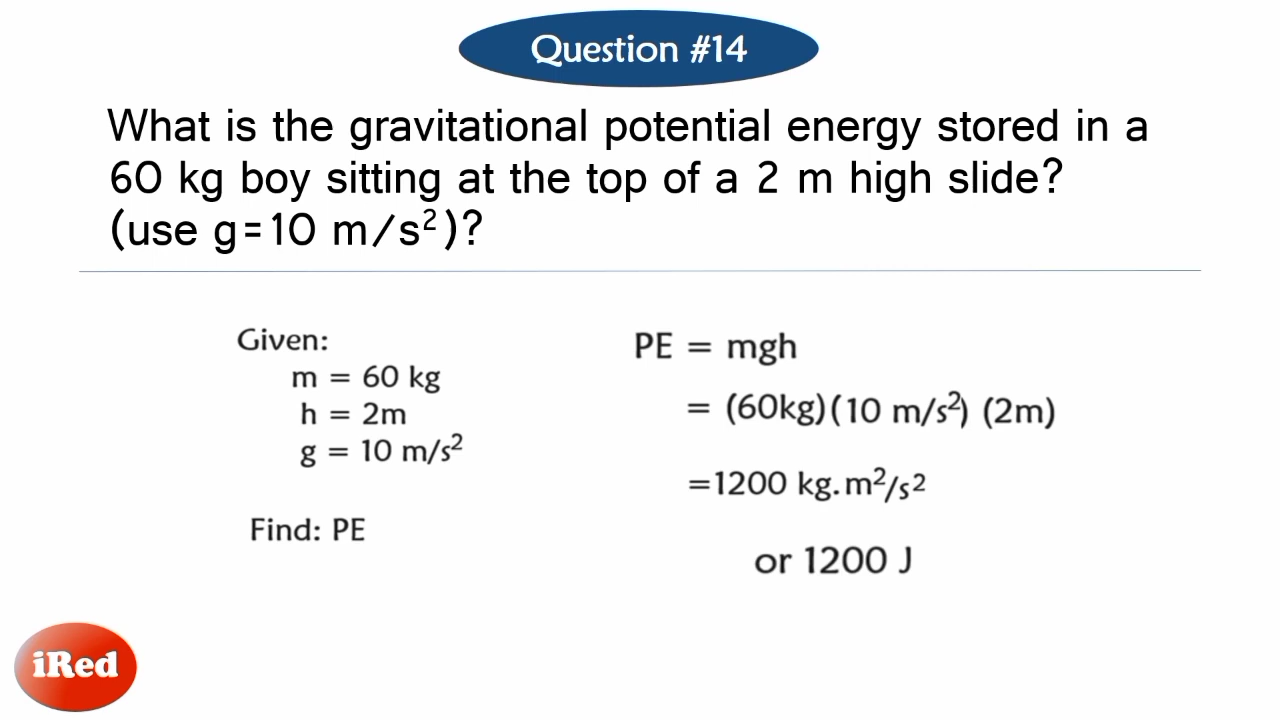 Question #14
What is the gravitational potential energy stored in a
60 kg boy sitting at the top of a 2 m high slide?
(use g=10 m/s²)?
Given:
m = 60 kg
h = 2m
g = 10 m/s²
Find: PE
PE = mgh
= (60kg)(10 m/s²) (2m)
=1200 kg.m²/s²
or 1200 J
iRed